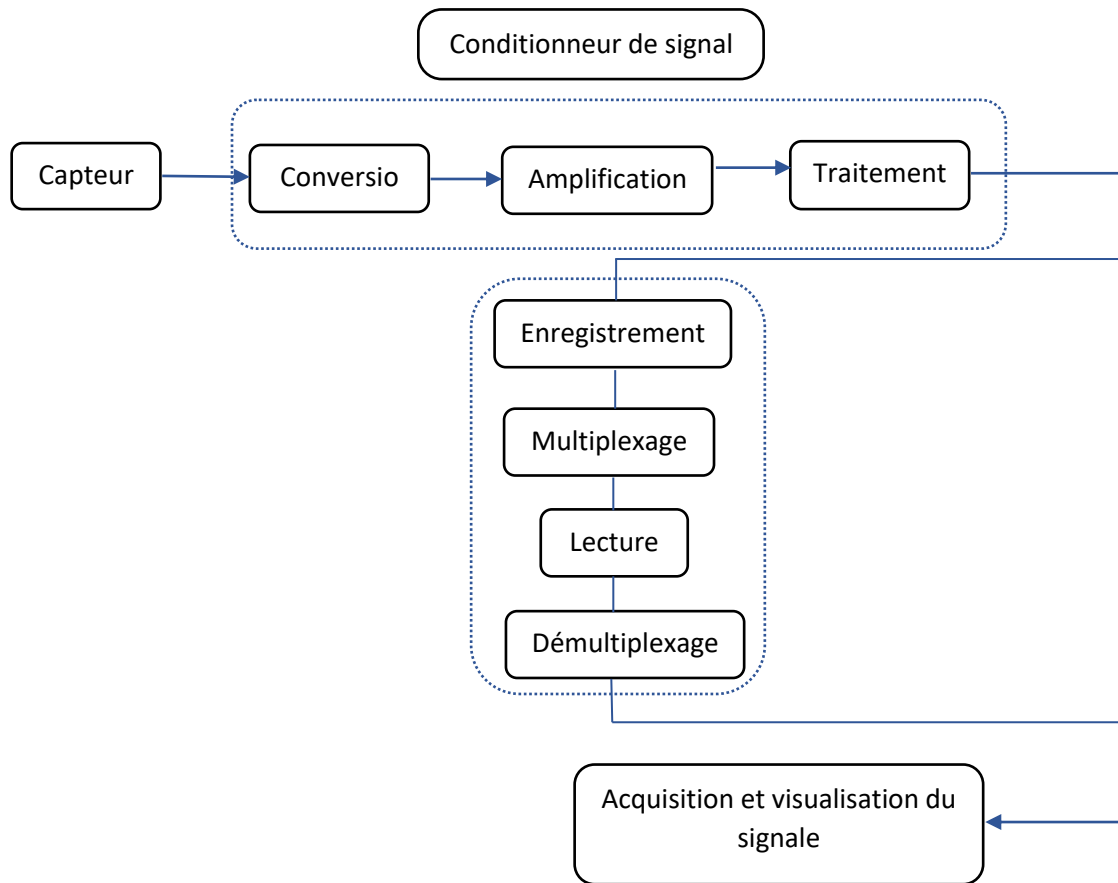 Conditionneur de signal
Capteur
Conversio
Amplification
Traitement
Enregistrement
Multiplexage
Lecture
Démultiplexage
Acquisition et visualisation du
signale